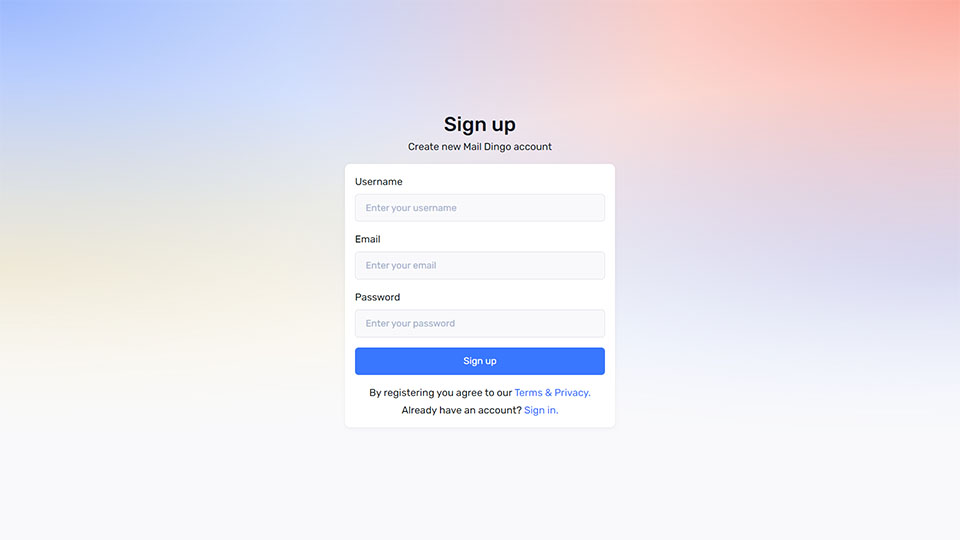 Sign up
Create new Mail Dingo account
Username
Enter your username
Email
Enter your email
Password
Enter your password
Sign up
By registering you agree to our Terms & Privacy.
Already have an account? Sign in.